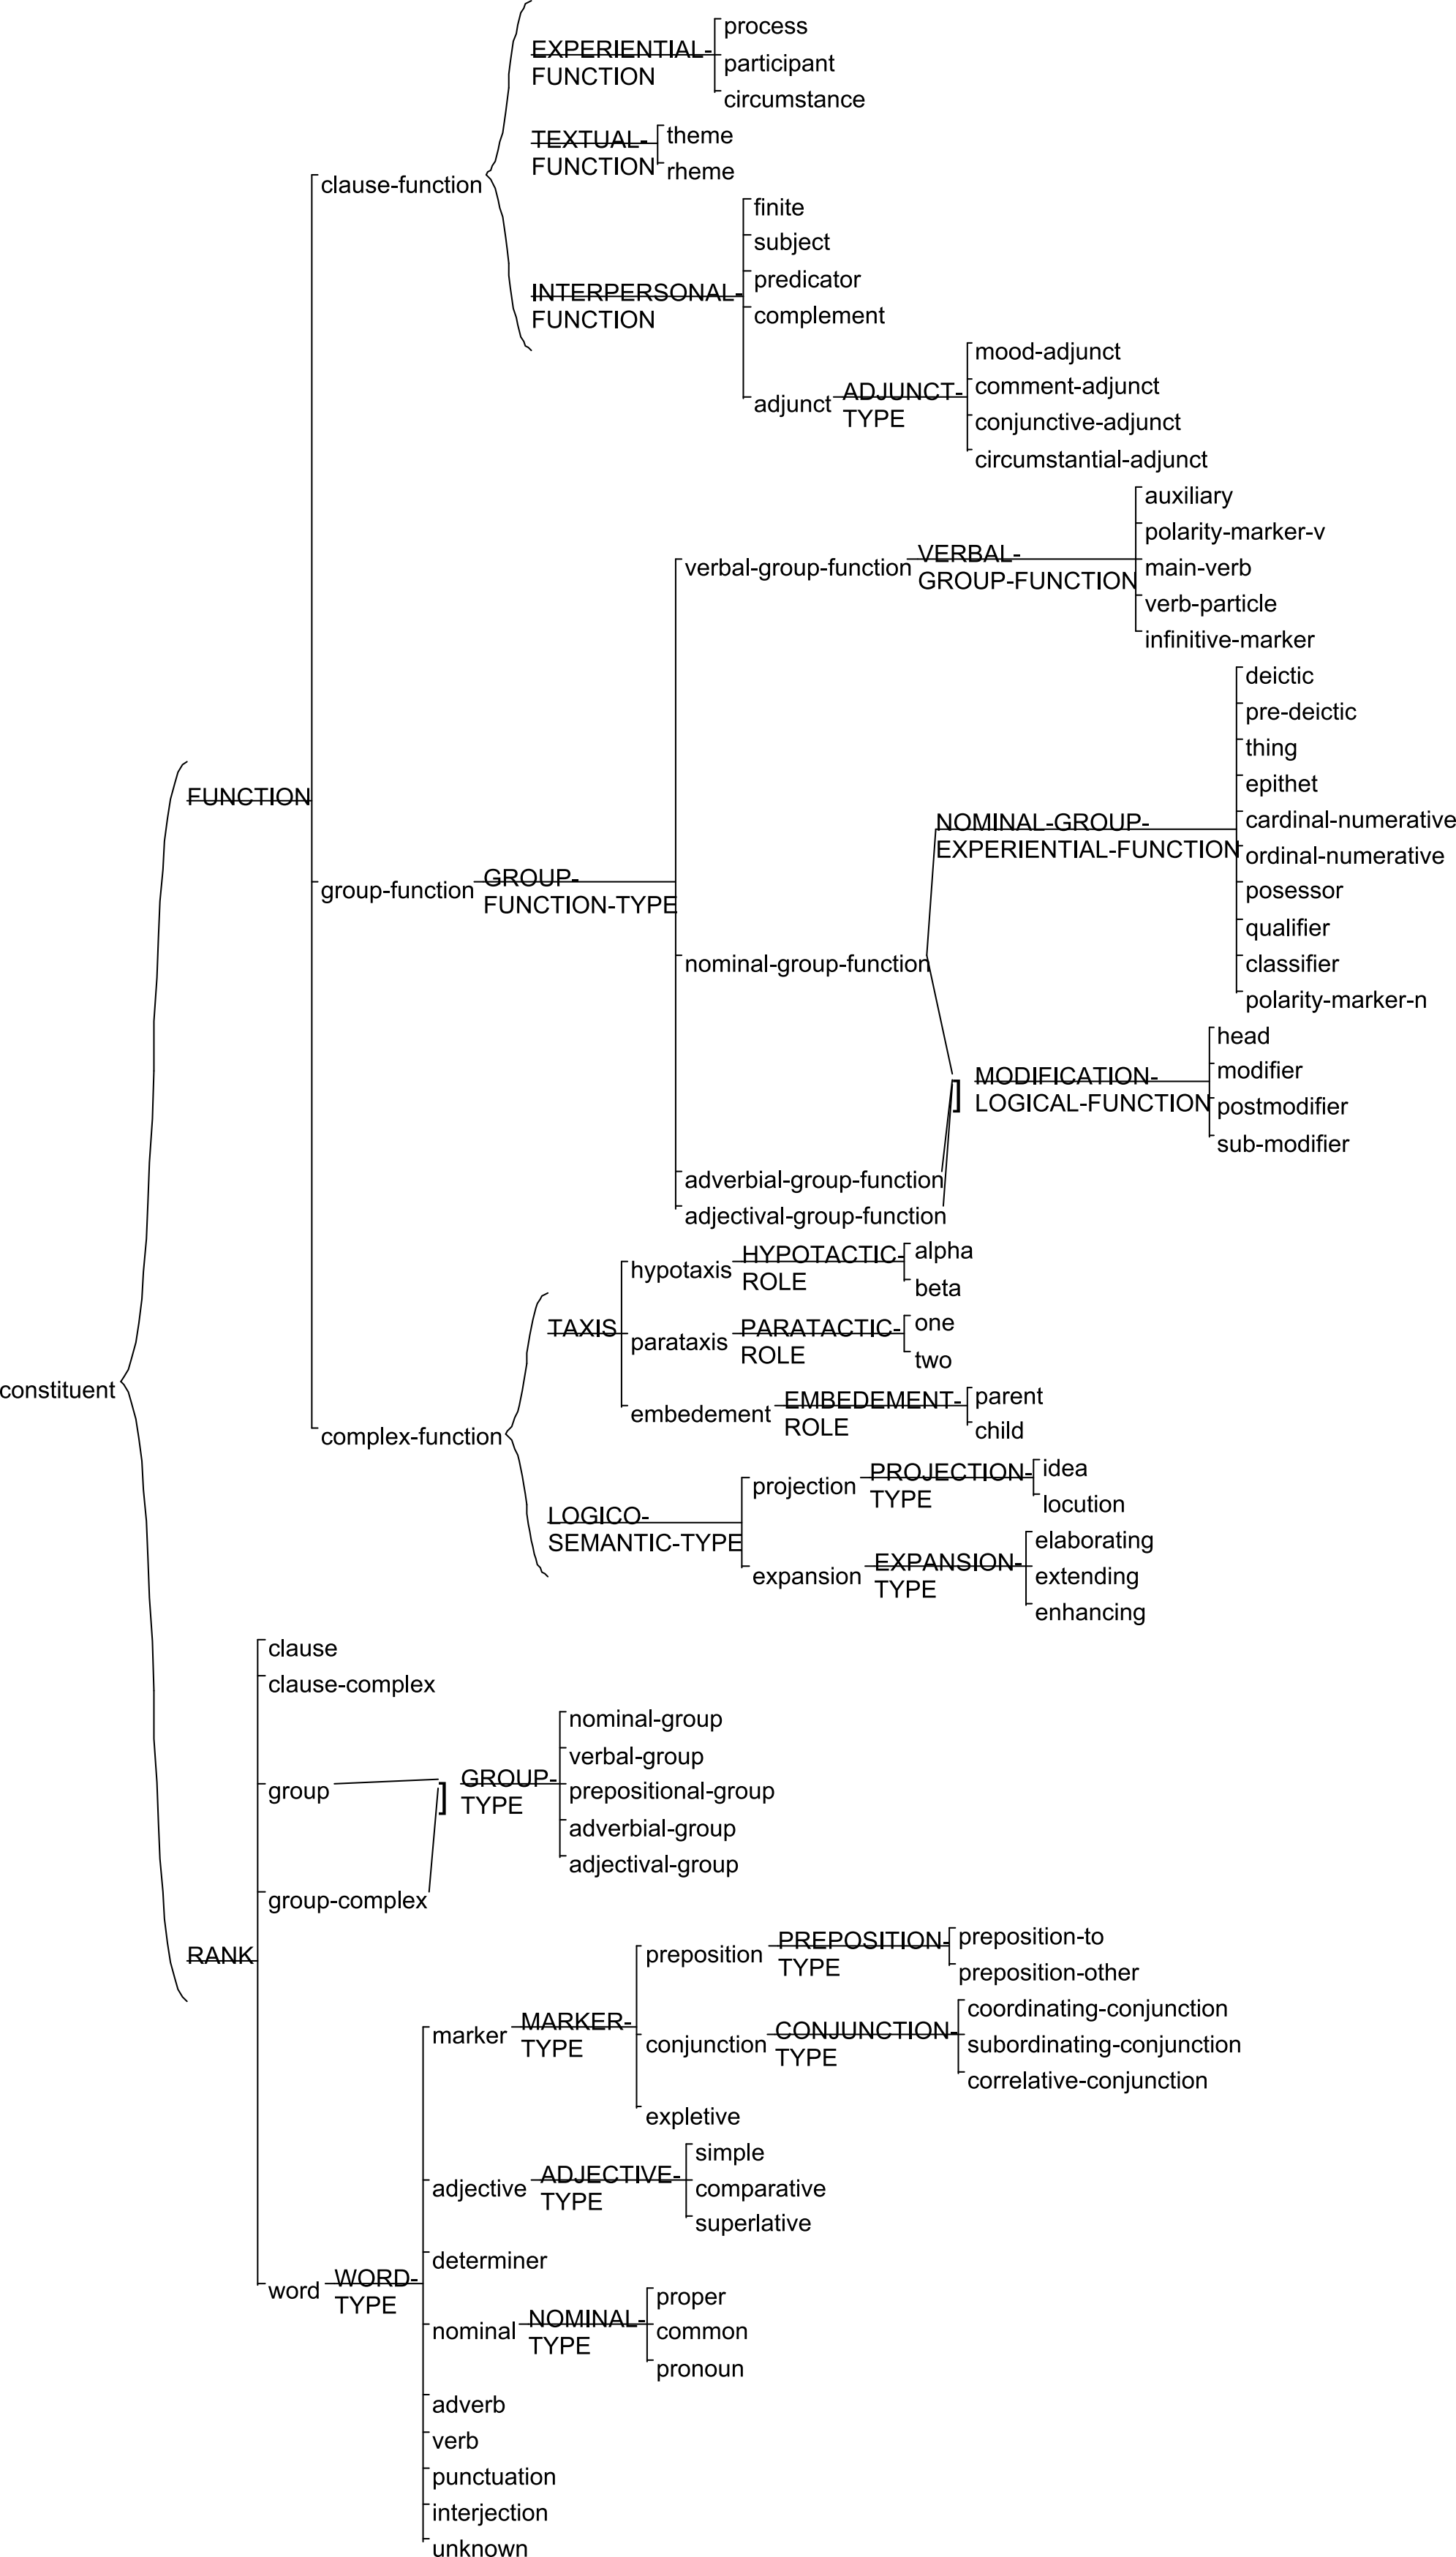 process
EXPERIENTIAL-
FUNCTION
participant
circumstance
TEXTUAL-
FUNCTION
theme
rheme
clause-function
finite
subject
predicator
INTERPERSONAL-
FUNCTION
complement
mood-adjunct
comment-adjunct
adjunct
ADJUNCT-
TYPE
conjunctive-adjunct
circumstantial-adjunct
auxiliary
polarity-marker-v
verbal-group-function
VERBAL-
GROUP-FUNCTION
main-verb
verb-particle
infinitive-marker
deictic
pre-deictic
thing
epithet
FUNCTION
NOMINAL-GROUP-
EXPERIENTIAL-FUNCTION
cardinal-numerative
ordinal-numerative
group-function
GROUP-
FUNCTION-TYPE
posessor
qualifier
nominal-group-function
classifier
polarity-marker-n
head
modifier
MODIFICATION-
LOGICAL-FUNCTION
postmodifier
sub-modifier
adverbial-group-function
adjectival-group-function
hypotaxis
HYPOTACTIC-
ROLE
alpha
beta
TAXIS
parataxis
PARATACTIC-
ROLE
one
two
constituent
embedement
EMBEDEMENT-
ROLE
parent
child
complex-function
projection
PROJECTION-
TYPE
idea
locution
LOGICO-
SEMANTIC-TYPE
elaborating
expansion
EXPANSION-
TYPE
extending
enhancing
clause
clause-complex
nominal-group
verbal-group
group
GROUP-
TYPE
prepositional-group
adverbial-group
adjectival-group
group-complex
RANK
preposition
PREPOSITION-
TYPE
preposition-to
preposition-other
marker
MARKER-
TYPE
conjunction
CONJUNCTION-
TYPE
coordinating-conjunction
subordinating-conjunction
correlative-conjunction
expletive
adjective
ADJECTIVE-
TYPE
simple
comparative
superlative
determiner
word
WORD-
TYPE
nominal
NOMINAL-
TYPE
proper
common
pronoun
adverb
verb
punctuation
interjection
unknown